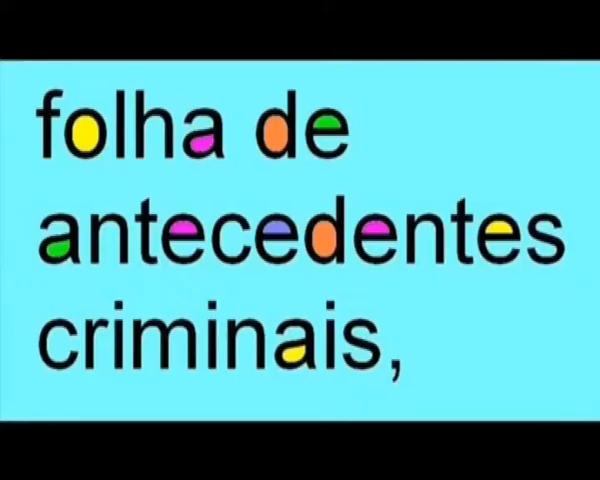 folha de
antecedentes
criminais,